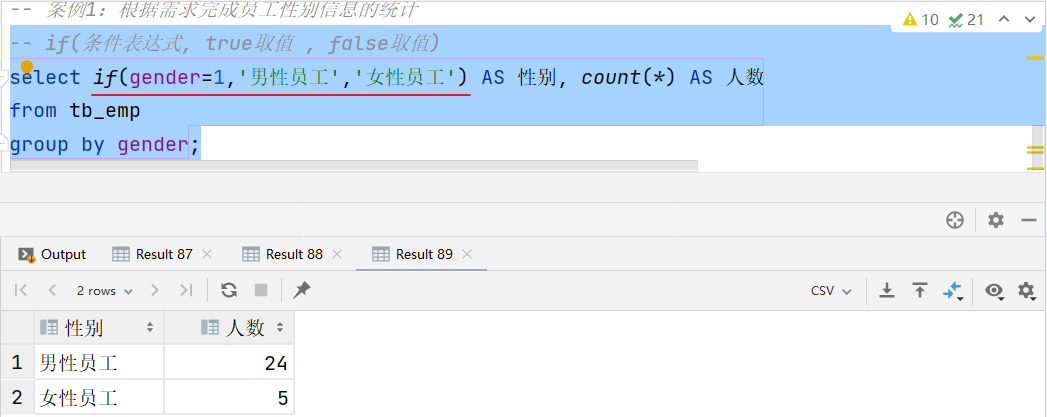 -- 案例1：根据需求完成员工性别信息的统计
10 21
-- if(条件表达式, true取值 , false取值)
select if(gender=1,'男性员工','女性员工') AS 性别, count(*) AS 人数
from tb_emp
group by gender;
Output Result 87 Result 88 Result 89
2 rows CSV
性别 人数
1 男性员工 24
2 女性员工 5